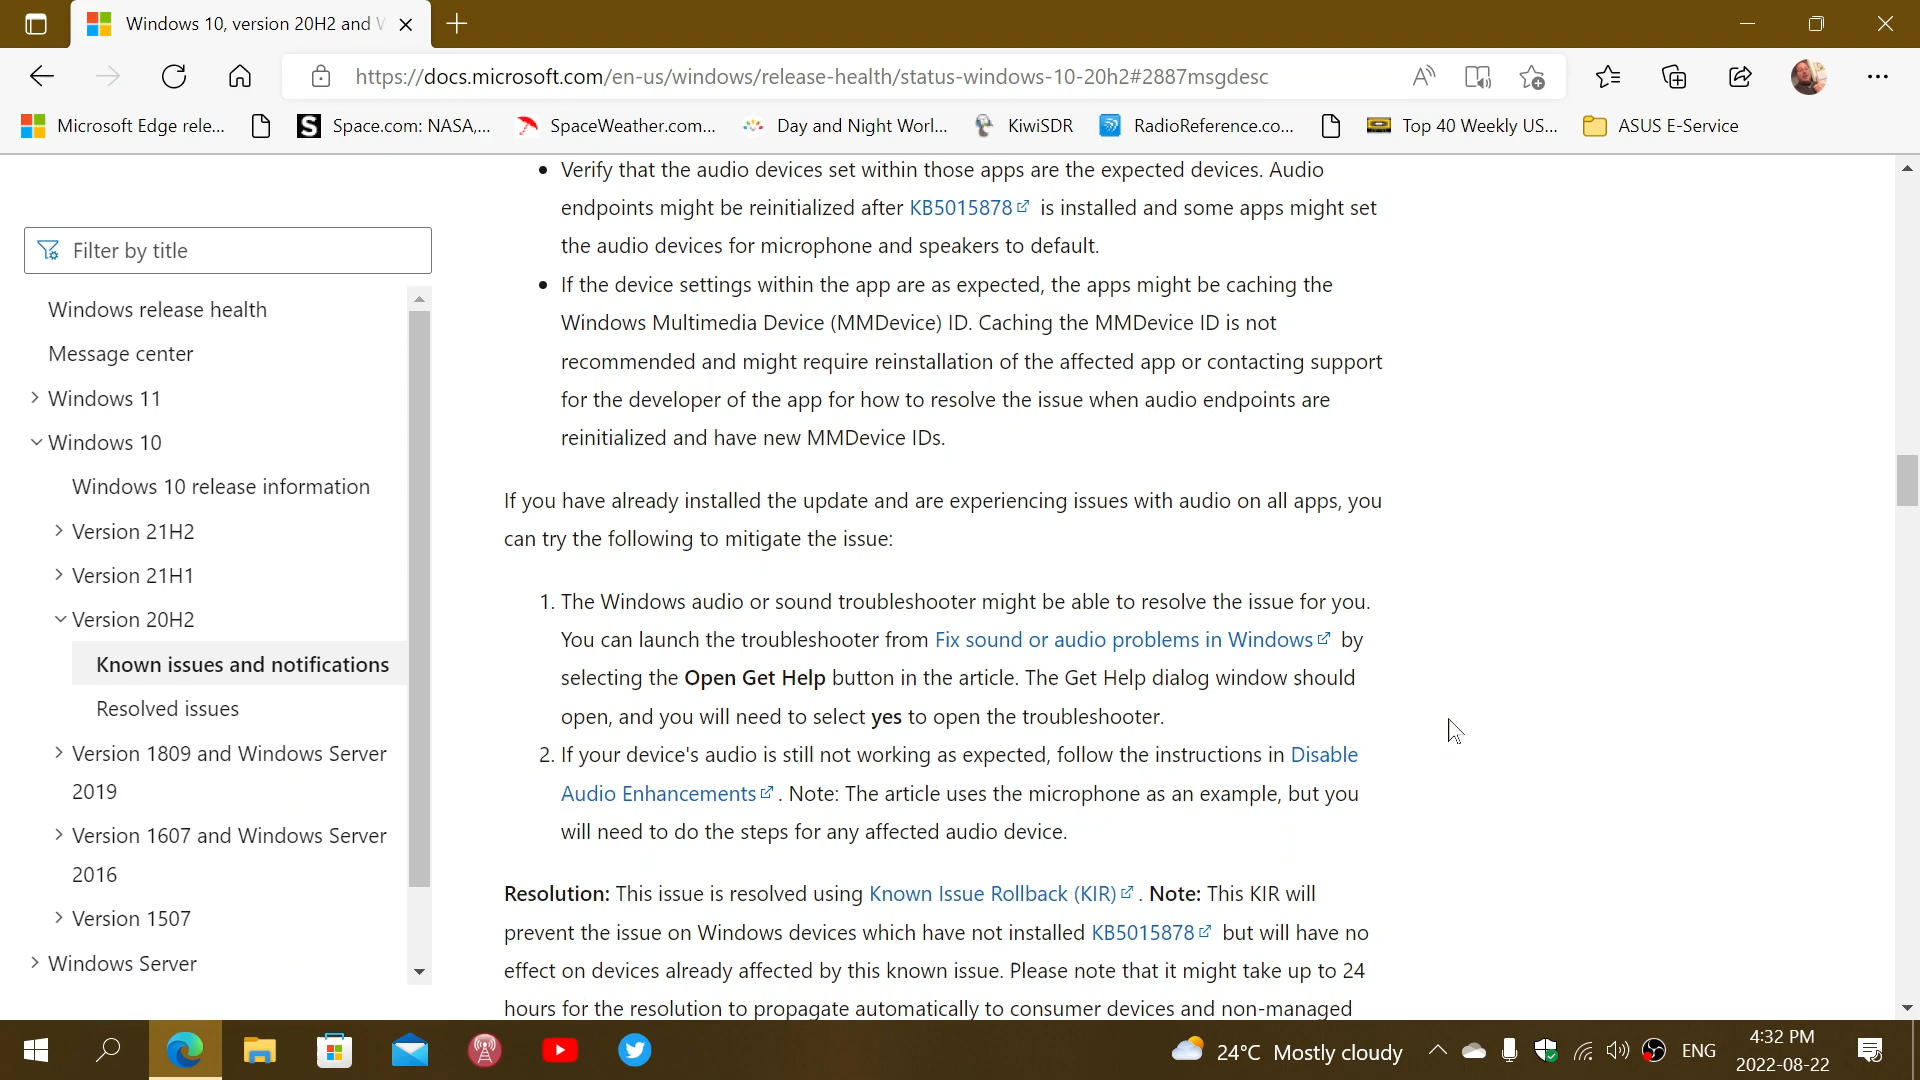 Windows 10, version 20H2 and W
https://docs.microsoft.com/en-us/windows/release-health/status-windows-10-20h2#2887msgdesc
Microsoft Edge rele...
Space.com: NASA,...
SpaceWeather.com...
Day and Night Worl...
KiwiSDR
RadioReference.co...
Top 40 Weekly US...
ASUS E-Service
Filter by title
Windows release health
Message center
Windows 11
Windows 10
Windows 10 release information
Version 21H2
Version 21H1
Version 20H2
Known issues and notifications
Resolved issues
Version 1809 and Windows Server
2019
Version 1607 and Windows Server
2016
Version 1507
Windows Server
• Verify that the audio devices set within those apps are the expected devices. Audio
endpoints might be reinitialized after KB5015878 is installed and some apps might set
the audio devices for microphone and speakers to default.
• If the device settings within the app are as expected, the apps might be caching the
Windows Multimedia Device (MMDevice) ID. Caching the MMDevice ID is not
recommended and might require reinstallation of the affected app or contacting support
for the developer of the app for how to resolve the issue when audio endpoints are
reinitialized and have new MMDevice IDs.
If you have already installed the update and are experiencing issues with audio on all apps, you
can try the following to mitigate the issue:
1. The Windows audio or sound troubleshooter might be able to resolve the issue for you.
You can launch the troubleshooter from Fix sound or audio problems in Windows by
selecting the Open Get Help button in the article. The Get Help dialog window should
open, and you will need to select yes to open the troubleshooter.
2. If your device's audio is still not working as expected, follow the instructions in Disable
Audio Enhancements. Note: The article uses the microphone as an example, but you
will need to do the steps for any affected audio device.
Resolution: This issue is resolved using Known Issue Rollback (KIR). Note: This KIR will
prevent the issue on Windows devices which have not installed KB5015878 but will have no
effect on devices already affected by this known issue. Please note that it might take up to 24
hours for the resolution to propagate automatically to consumer devices and non-managed
24°C Mostly cloudy
ENG
4:32 PM
2022-08-22